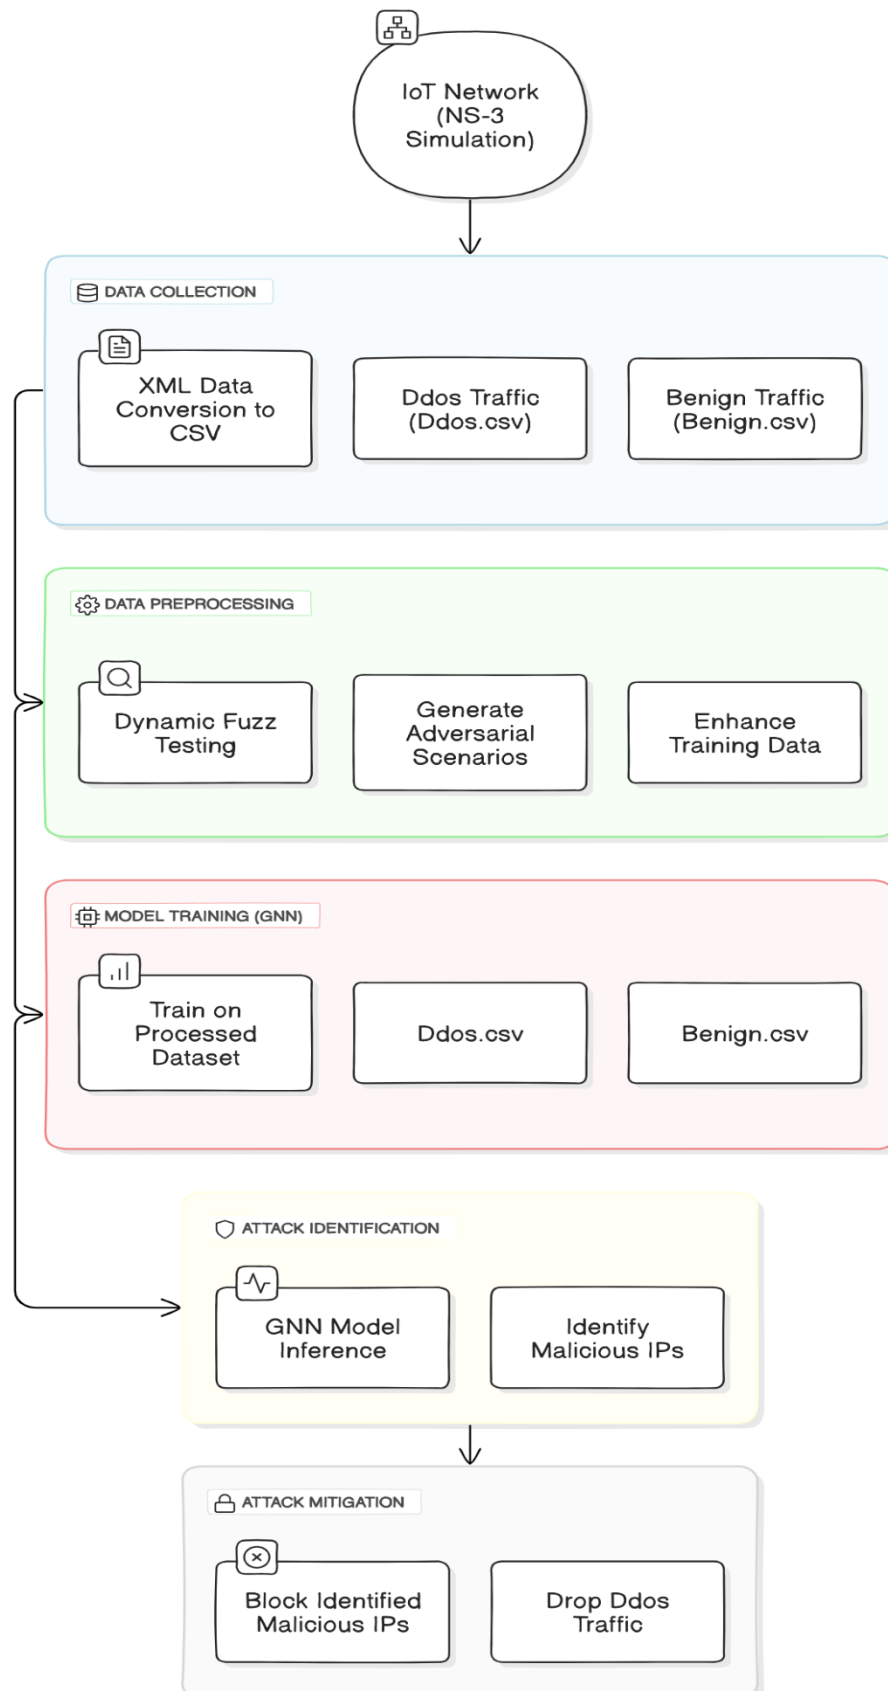 IoT Network
(NS-3
Simulation)
DATA COLLECTION
XML Data
Conversion to
CSV
Ddos Traffic
(Ddos.csv)
Benign Traffic
(Benign.csv)
DATA PREPROCESSING
Dynamic Fuzz
Testing
Generate
Adversarial
Scenarios
Enhance
Training Data
MODEL TRAINING (GNN)
Train on
Processed
Dataset
Ddos.csv
Benign.csv
ATTACK IDENTIFICATION
GNN Model
Inference
Identify
Malicious IPs
ATTACK MITIGATION
Block Identified
Malicious IPs
Drop Ddos
Traffic